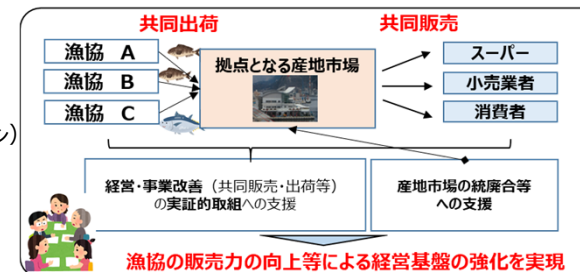 共同出荷
共同販売
漁協 A
漁協 B
漁協 C
拠点となる産地市場
スーパー
小売業者
消費者
ン）
経営・事業改善（共同販売・出荷等）
の実証的取組への支援
産地市場の統廃合等
への支援
漁協の販売力の向上等による経営基盤の強化を実現